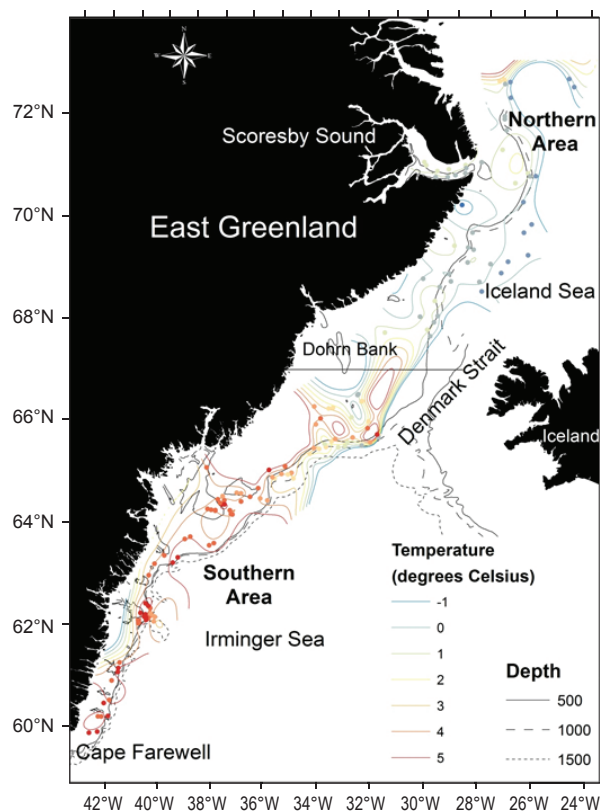 N
W
E
S
72°N
70°N
68°N
66°N
64°N
62°N
60°N
Scoresby Sound
Northern
Area
East Greenland
Iceland Sea
Dohrn Bank
Denmark Strait
Iceland
Southern
Area
Irminger Sea
Cape Farewell
Temperature
(degrees Celsius)
-1
0
1
2
3
4
5
Depth
500
1000
1500
42°W 40°W 36°W 34°W 30°W 28°W 26°W 24°W